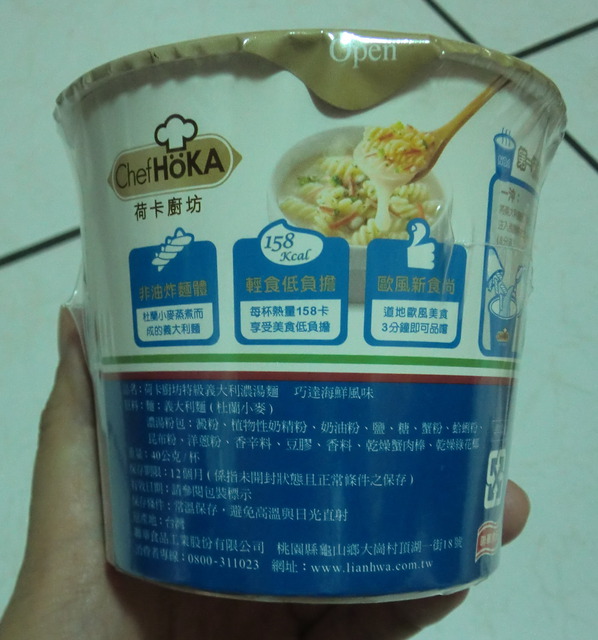 Open
Chef HöKA
荷卡廚坊
非油炸麵體
杜蘭小麥蒸煮而
成的義大利麵
158
Kcal
輕食低負擔
每杯熱量158卡
享受美食低負擔
歐風新食尚
道地歐風美食
3分鐘即可品嚐
品名：荷卡廚坊特級義大利濃湯麵 巧達海鮮風味
原料：麵：義大利麵(杜蘭小麥)
濃湯粉包：澱粉、植物性奶精粉、奶油粉、鹽、糖、蟹粉、蛤蜊粉、
昆布粉、洋蔥粉、香辛料、豆膠、香料、乾燥蟹肉棒、乾燥綠花椰
重量：40公克/杯
保存期限：12個月(係指未開封狀態且正常條件之保存)
有效日期：請參閱包裝標示
保存條件：常溫保存，避免高溫與日光直射
原產地：台灣
聯華食品工業股份有限公司 桃園縣龜山鄉大崗村頂湖一街18號
消費者專線：0800-311023 網址：www.lianhwa.com.tw